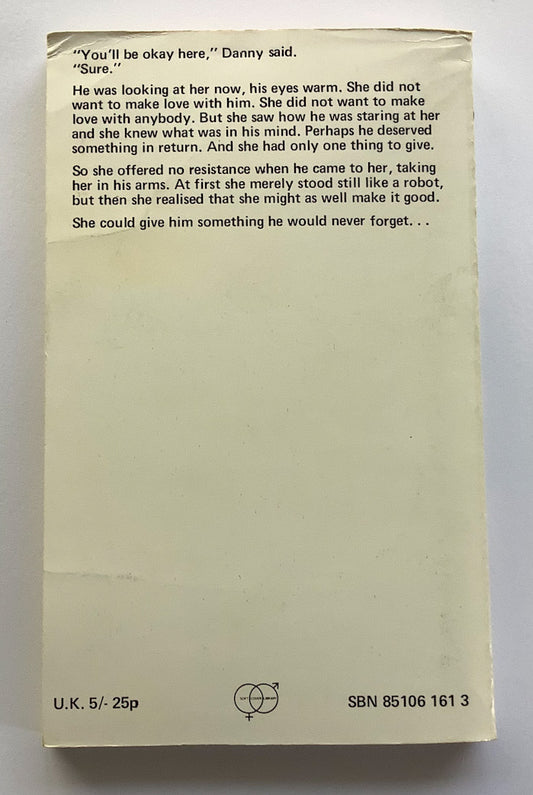 "You'll be okay here," Danny said.
"Sure."
He was looking at her now, his eyes warm. She did not
want to make love with him. She did not want to make
love with anybody. But she saw how he was staring at her
and she knew what was in his mind. Perhaps he deserved
something in return. And she had only one thing to give.
So she offered no resistance when he came to her, taking
her in his arms. At first she merely stood still like a robot,
but then she realised that she might as well make it good.
She could give him something he would never forget. . .
U.K. 5/- 25p
SBN 85106 161 3